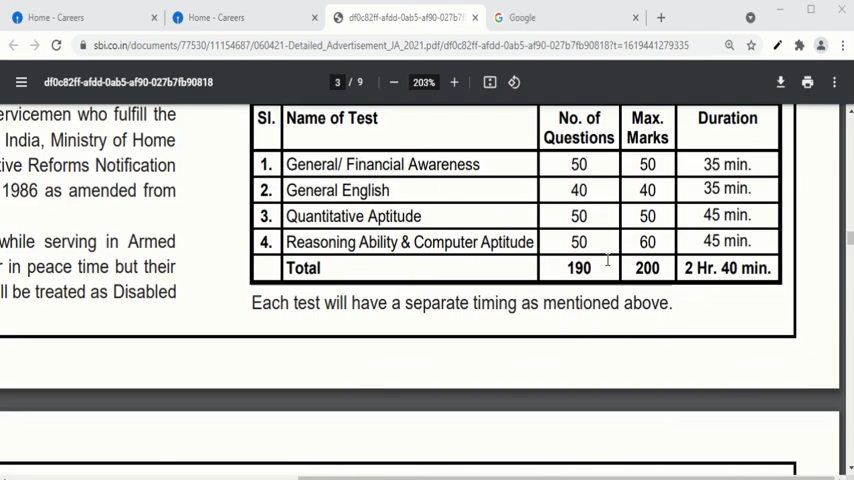 Home - Careers
Home - Careers
df0c82ff-afdd-0ab5-af90-027b7f
Google
sbi.co.in/documents/77530/11154687/060421-Detailed_Advertisement_JA_2021.pdf/df0c82ff-afdd-0ab5-af90-027b7fb90818?t=1619441279335
df0c82ff-afdd-0ab5-af90-027b7fb90818
3 / 9
203%
ervicemen who fulfill the
India, Ministry of Home
tive Reforms Notification
1986 as amended from
while serving in Armed
r in peace time but their
ll be treated as Disabled
Sl. Name of Test No. of Questions Max. Marks Duration
1. General/ Financial Awareness 50 50 35 min.
2. General English 40 40 35 min.
3. Quantitative Aptitude 50 50 45 min.
4. Reasoning Ability & Computer Aptitude 50 60 45 min.
Total 190 200 2 Hr. 40 min.
Each test will have a separate timing as mentioned above.